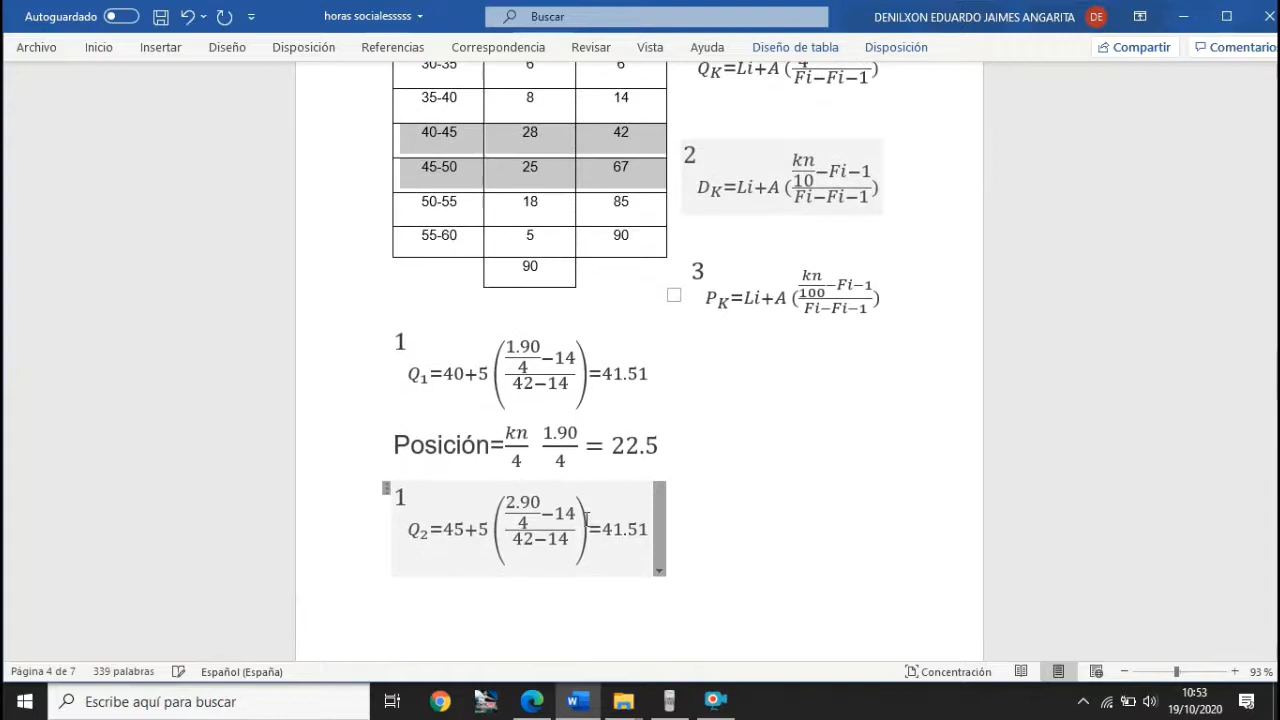 Autoguardado horas socialesssss Buscar DENILXON EDUARDO JAIMES ANGARITA DE
Archivo Inicio Insertar Diseño Disposición Referencias Correspondencia Revisar Vista Ayuda Diseño de tabla Disposición Compartir Comentario
30-35 6 6
35-40 8 14
40-45 28 42
45-50 25 67
50-55 18 85
55-60 5 90
90
Q_K=Li+A (4/Fi−Fi−1)
2
D_K=Li+A (kn/10−Fi−1/Fi−Fi−1)
3
P_K=Li+A (kn/100−Fi−1/Fi−Fi−1)
1
Q₁=40+5 (1.90/4−14/42−14)=41.51
Posición=kn/4 1.90/4 = 22.5
1
Q₂=45+5 (2.90/4−14/42−14)=41.51
Página 4 de 7 339 palabras Español (España) Concentración 93 %
Escribe aquí para buscar
10:53
19/10/2020